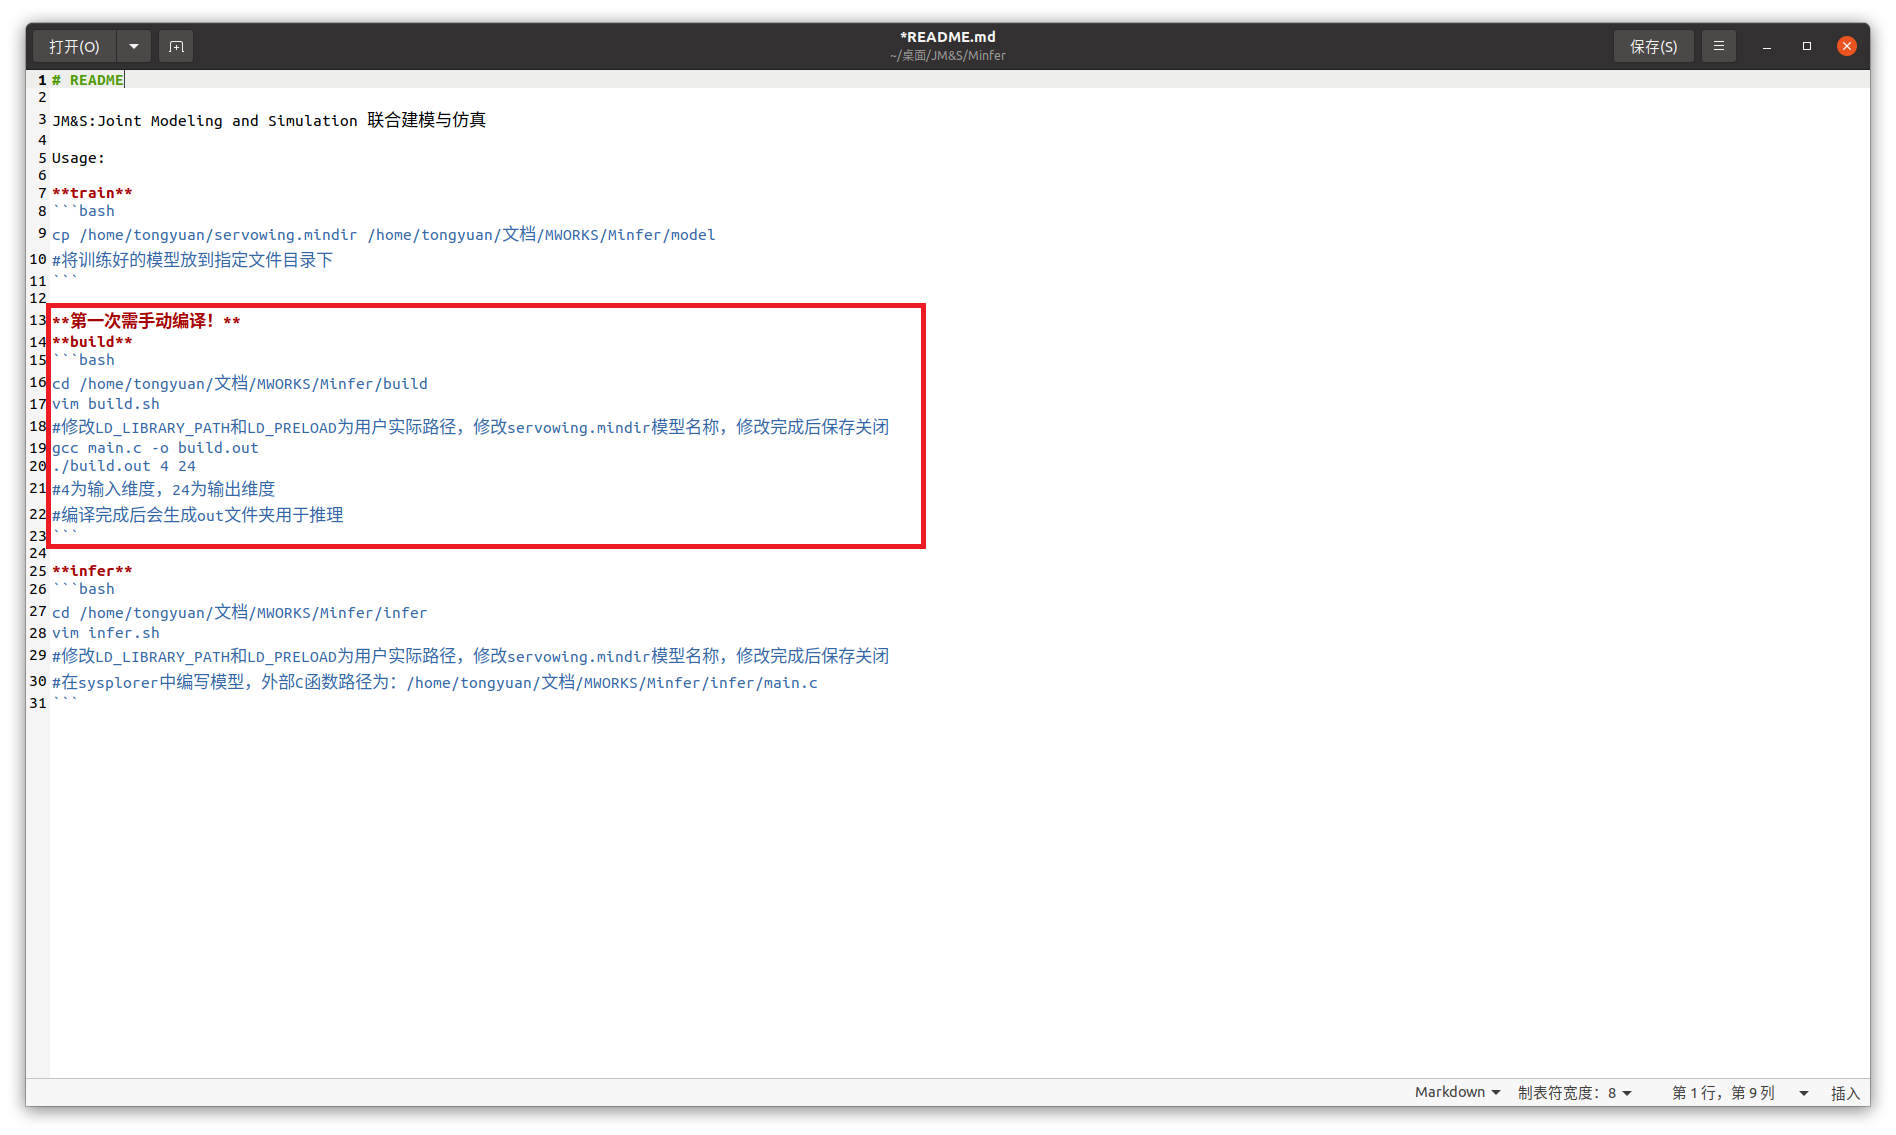 打开(O)
*README.md
~/桌面/JM&S/Minfer
保存(S)
1 # README
2
3 JM&S:Joint Modeling and Simulation 联合建模与仿真
4
5 Usage:
6
7 **train**
8 ```bash
9 cp /home/tongyuan/servowing.mindir /home/tongyuan/文档/MWORKS/Minfer/model
10 #将训练好的模型放到指定文件目录下
11 ```
12
13 **第一次需手动编译！**
14 **build**
15 ```bash
16 cd /home/tongyuan/文档/MWORKS/Minfer/build
17 vim build.sh
18 #修改LD_LIBRARY_PATH和LD_PRELOAD为用户实际路径，修改servowing.mindir模型名称，修改完成后保存关闭
19 gcc main.c -o build.out
20 ./build.out 4 24
21 #4为输入维度，24为输出维度
22 #编译完成后会生成out文件夹用于推理
23 ```
24
25 **infer**
26 ```bash
27 cd /home/tongyuan/文档/MWORKS/Minfer/infer
28 vim infer.sh
29 #修改LD_LIBRARY_PATH和LD_PRELOAD为用户实际路径，修改servowing.mindir模型名称，修改完成后保存关闭
30 #在sysplorer中编写模型，外部C函数路径为：/home/tongyuan/文档/MWORKS/Minfer/infer/main.c
31 ```
Markdown 制表符宽度：8 第 1 行，第 9 列 插入